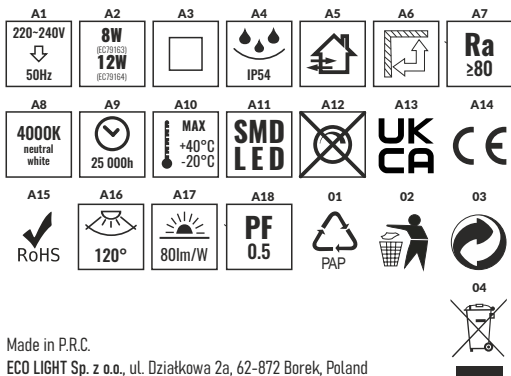 A1 A2 A3 A4 A5 A6 A7
220~240V
50Hz
8W
(EC79163)
12W
(EC79164)
IP54
Ra
≥80
A8 A9 A10 A11 A12 A13 A14
4000K
neutral
white
25 000h
MAX
+40°C
-20°C
SMD
LED
UK
CA
CE
A15 A16 A17 A18 01 02 03
RoHS
120°
80lm/W
PF
0.5
PAP
04
Made in P.R.C.
ECO LIGHT Sp. z o.o., ul. Działkowa 2a, 62-872 Borek, Poland